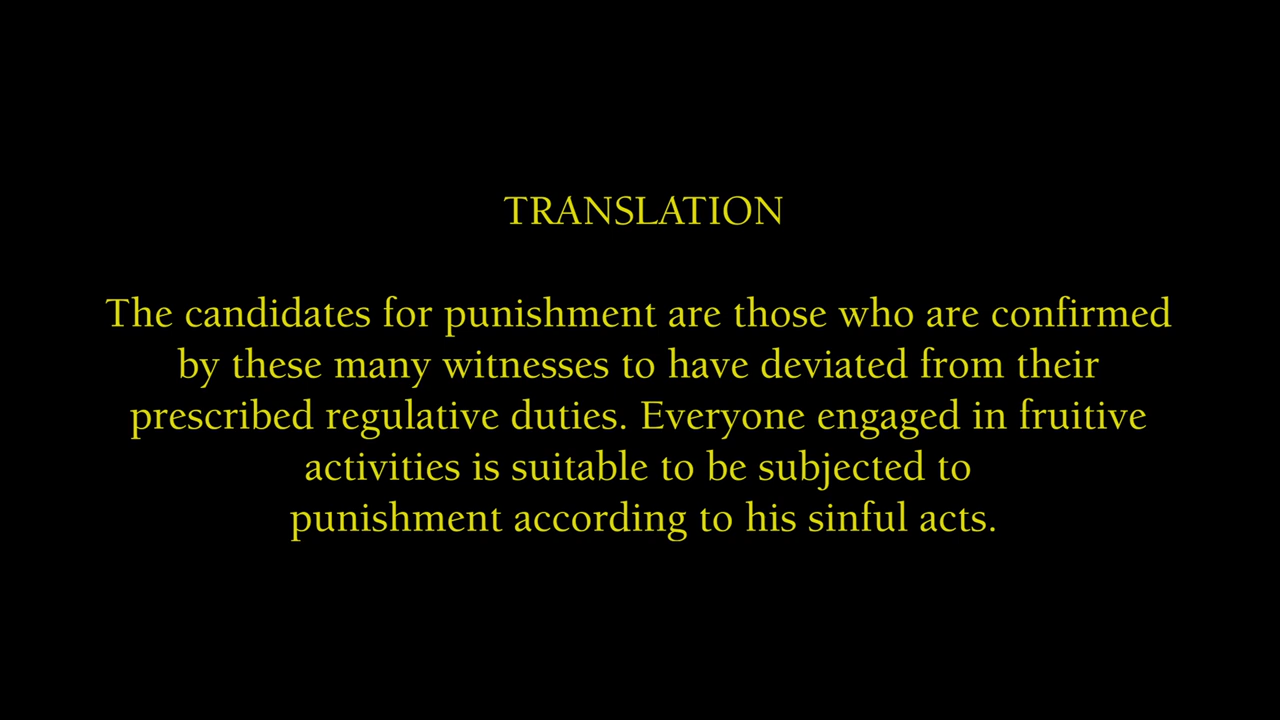 TRANSLATION
The candidates for punishment are those who are confirmed
by these many witnesses to have deviated from their
prescribed regulative duties. Everyone engaged in fruitive
activities is suitable to be subjected to
punishment according to his sinful acts.